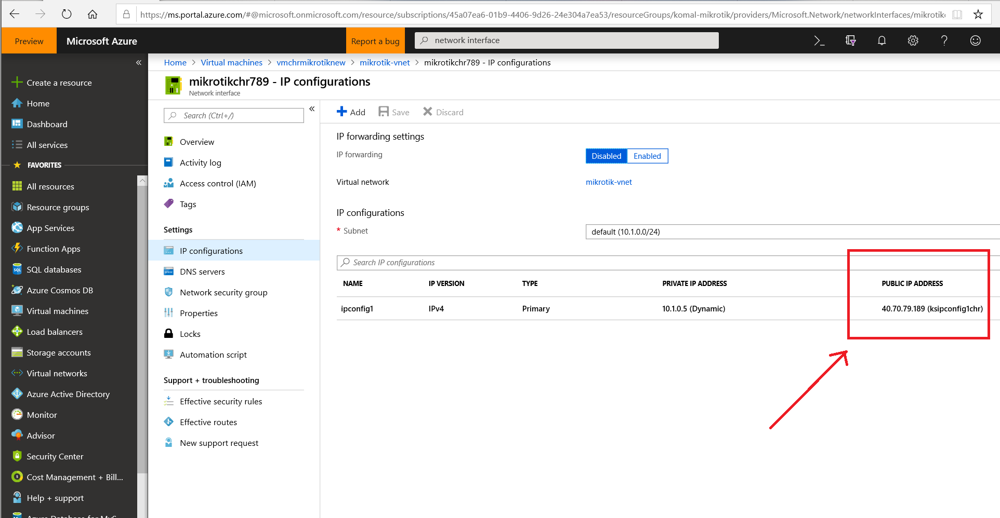 https://ms.portal.azure.com/#@microsoft.onmicrosoft.com/resource/subscriptions/45a07ea6-01b9-4406-9d26-24e304a7ea53/resourceGroups/komal-mikrotik/providers/Microsoft.Network/networkInterfaces/mikrotik
Preview
Microsoft Azure
Report a bug
network interface
Create a resource
Home
Dashboard
All services
FAVORITES
All resources
Resource groups
App Services
Function Apps
SQL databases
Azure Cosmos DB
Virtual machines
Load balancers
Storage accounts
Virtual networks
Azure Active Directory
Monitor
Advisor
Security Center
Cost Management + Bill...
Help + support
Azure Database for MyS
Home > Virtual machines > vmchrmikrotiknew > mikrotik-vnet > mikrotikchr789 - IP configurations
mikrotikchr789 - IP configurations
Network interface
Search (Ctrl+/)
Overview
Activity log
Access control (IAM)
Tags
Settings
IP configurations
DNS servers
Network security group
Properties
Locks
Automation script
Support + troubleshooting
Effective security rules
Effective routes
New support request
Add Save Discard
IP forwarding settings
IP forwarding Disabled Enabled
Virtual network mikrotik-vnet
IP configurations
* Subnet default (10.1.0.0/24)
Search IP configurations
NAME IP VERSION TYPE PRIVATE IP ADDRESS PUBLIC IP ADDRESS
ipconfig1 IPv4 Primary 10.1.0.5 (Dynamic) 40.70.79.189 (ksipconfig1chr)